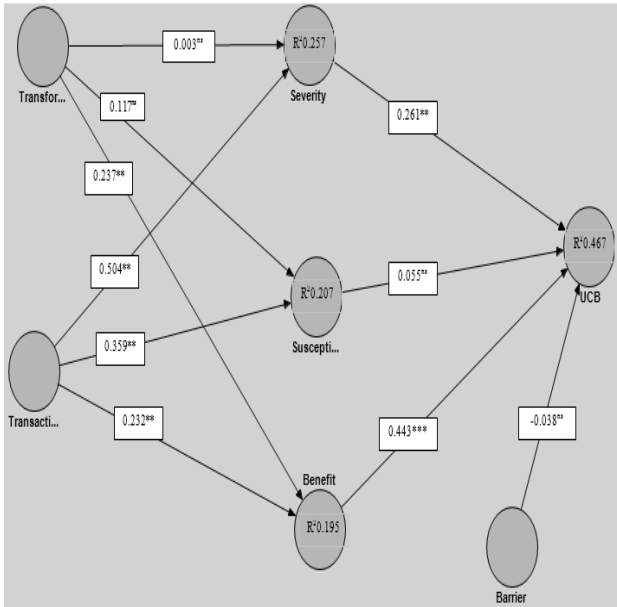 0.003ⁿˢ
R²0.257
Transfor...
Severity
0.117ⁿˢ
0.261**
0.237**
R²0.467
0.504**
0.055ⁿˢ
R²0.207
UCB
0.359**
Suscepti...
Transacti...
0.232**
0.443***
-0.038ⁿˢ
Benefit
R²0.195
Barrier